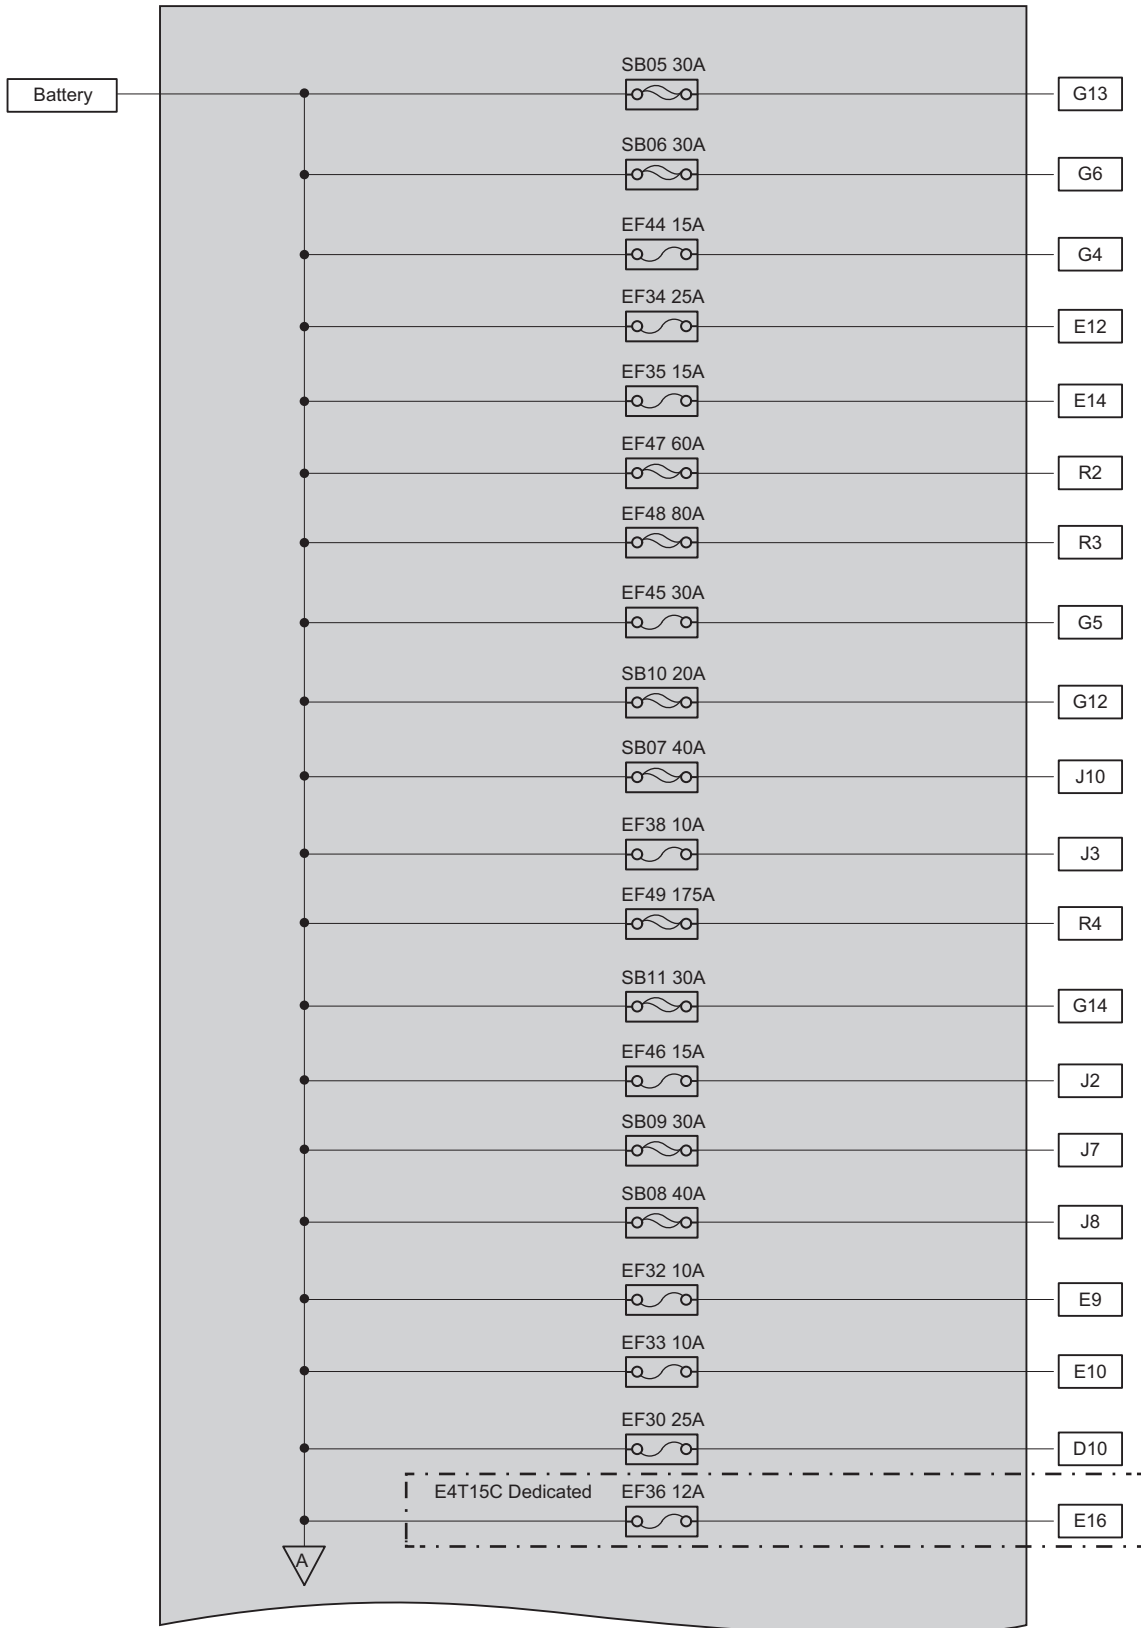 SB05 30A
Battery
G13
SB06 30A
G6
EF44 15A
G4
EF34 25A
E12
EF35 15A
E14
EF47 60A
R2
EF48 80A
R3
EF45 30A
G5
SB10 20A
G12
SB07 40A
J10
EF38 10A
J3
EF49 175A
R4
SB11 30A
G14
EF46 15A
J2
SB09 30A
J7
SB08 40A
J8
EF32 10A
E9
EF33 10A
E10
EF30 25A
D10
E4T15C Dedicated EF36 12A
E16
A